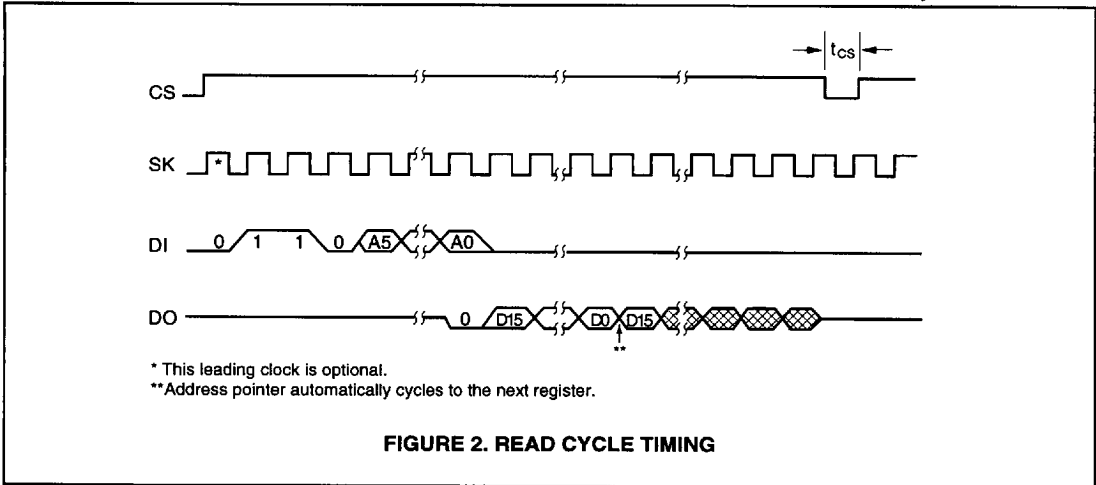 tCS
CS
SK *
DI 0 1 1 0 A5 A0
DO 0 D15 D0 D15
**
* This leading clock is optional.
**Address pointer automatically cycles to the next register.
FIGURE 2. READ CYCLE TIMING